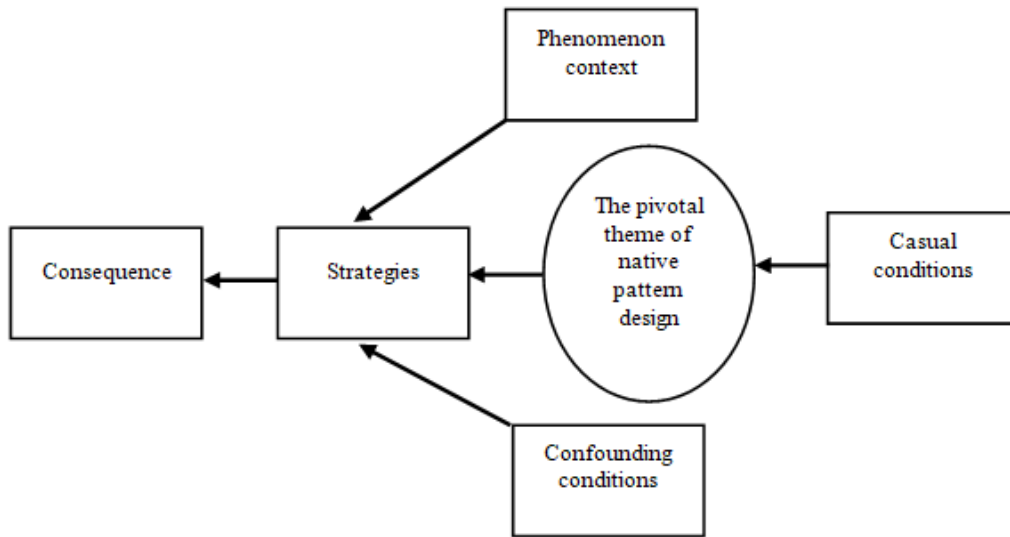 Phenomenon
context
The pivotal
theme of
native
pattern
design
Casual
conditions
Consequence
Strategies
Confounding
conditions